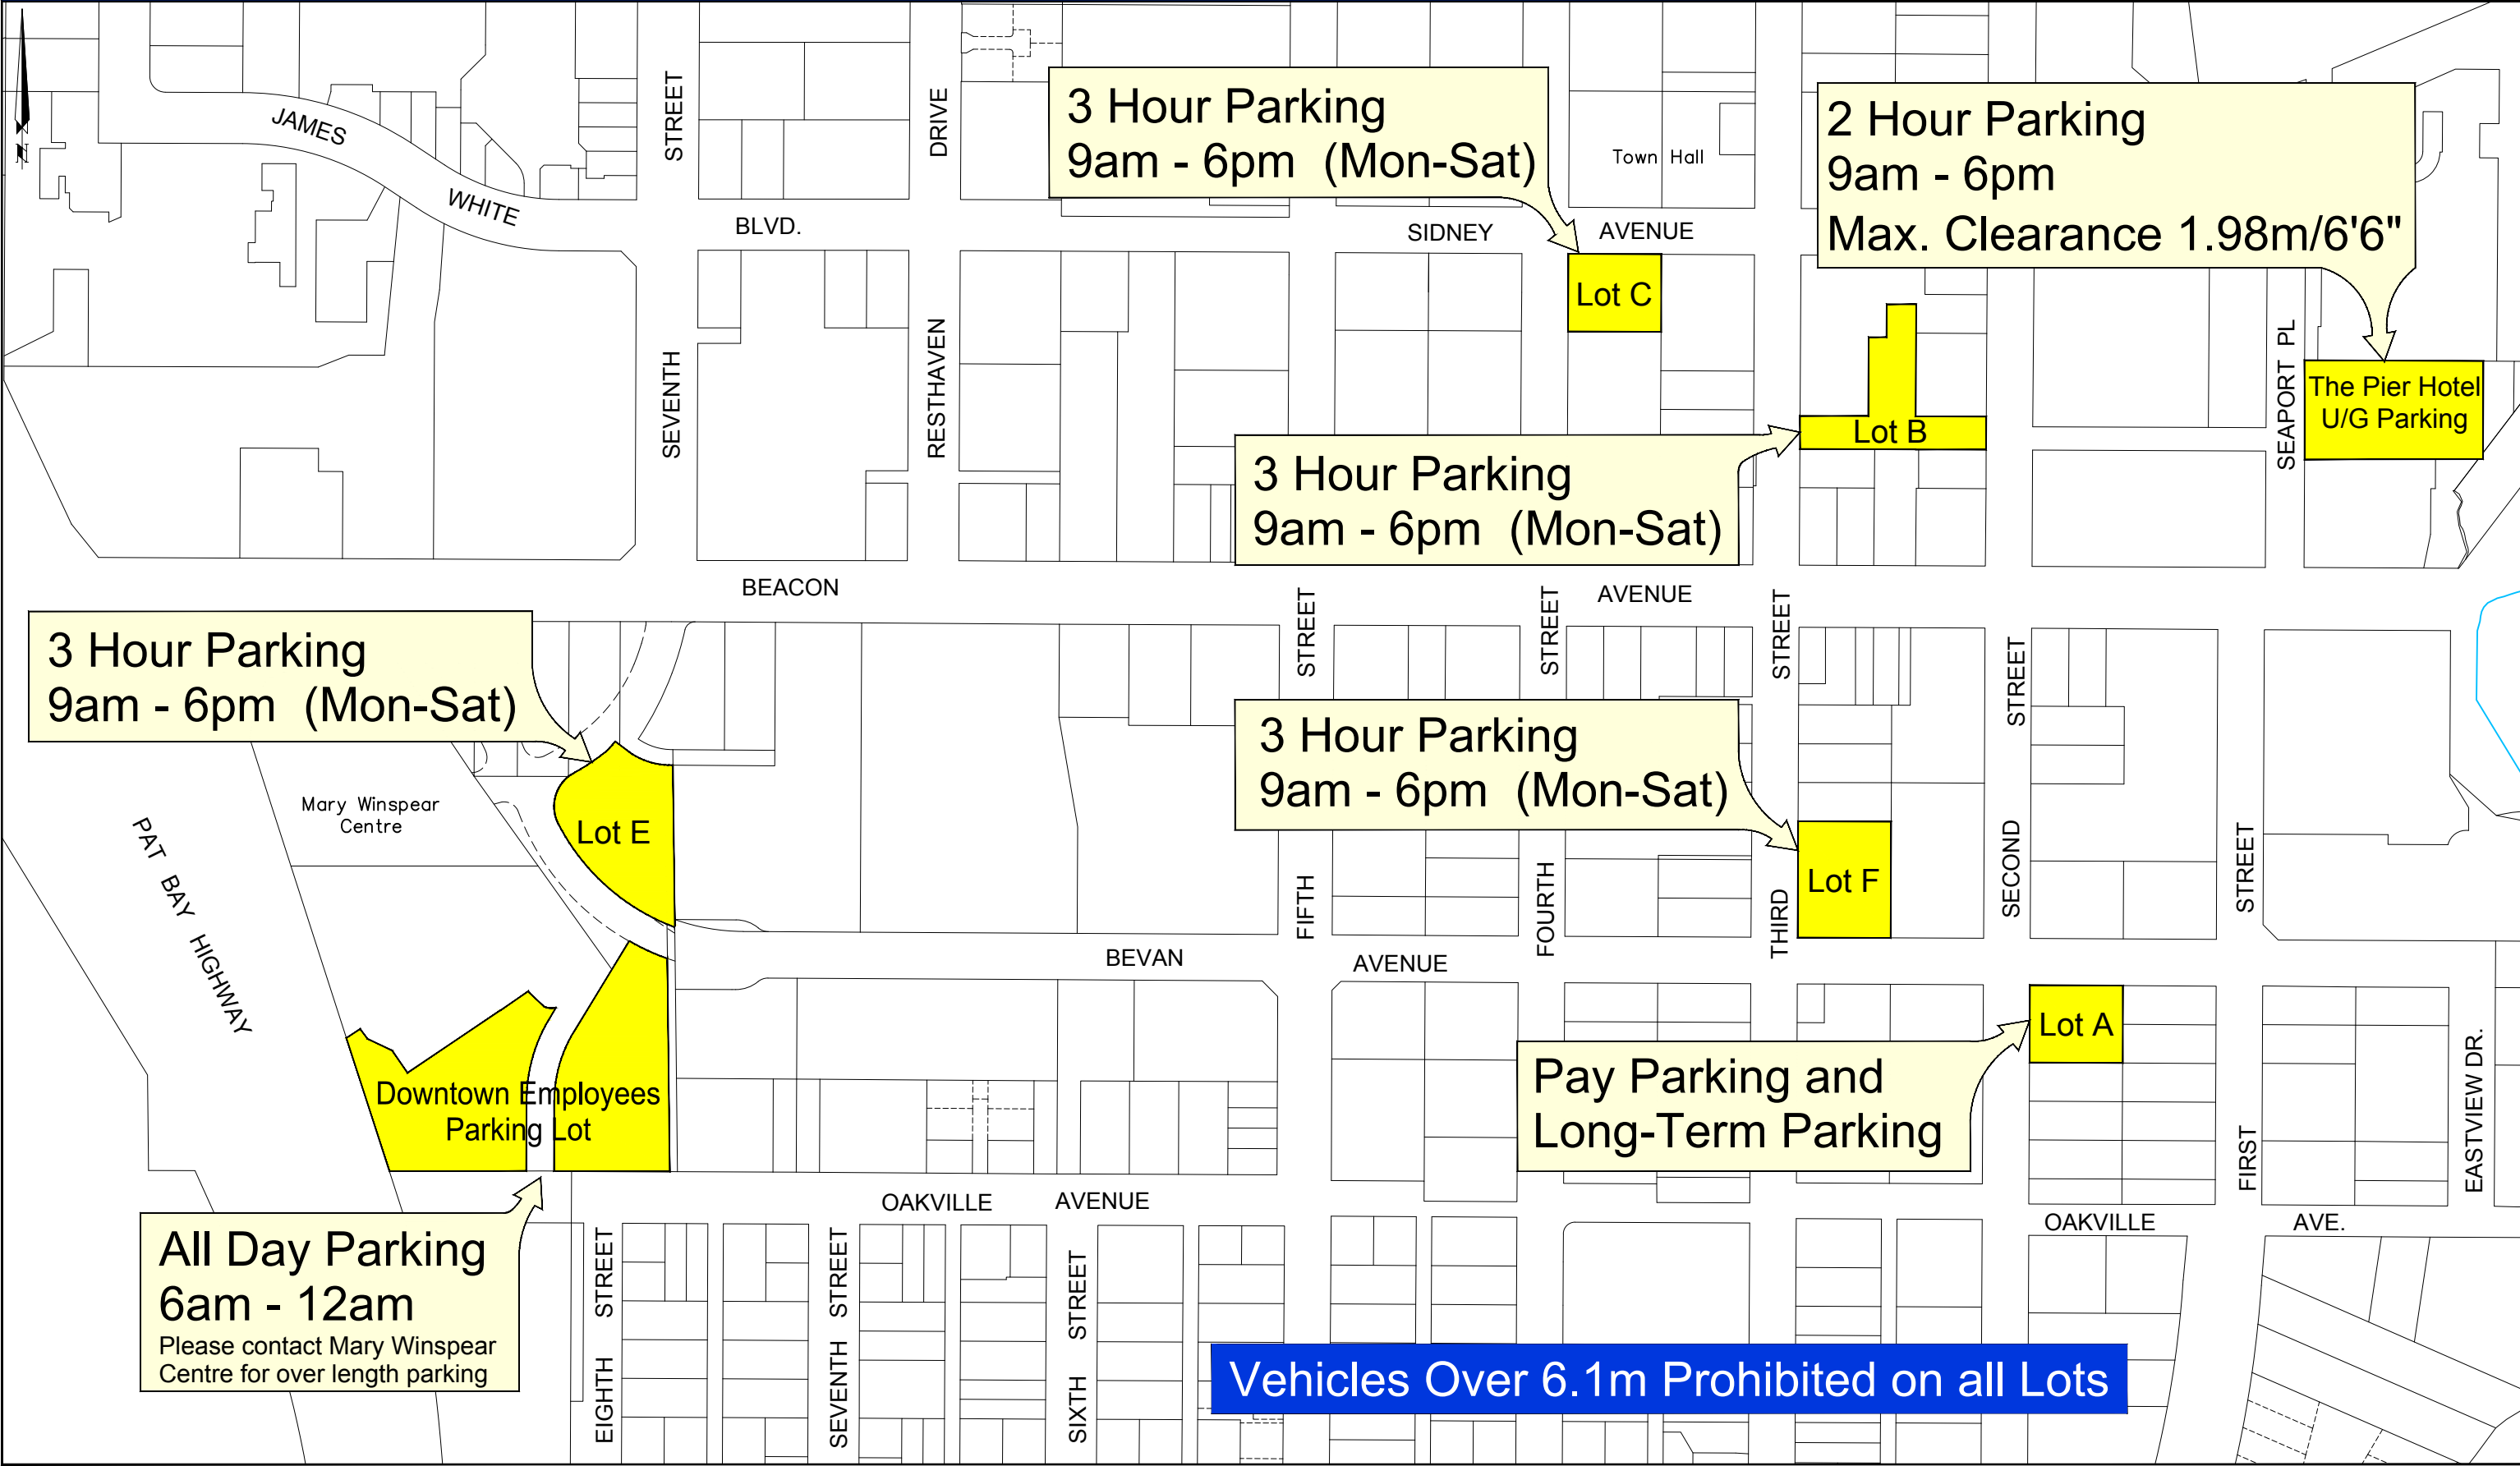 N
JAMES
WHITE
BLVD.
STREET
DRIVE
3 Hour Parking
9am - 6pm (Mon-Sat)
Town Hall
2 Hour Parking
9am - 6pm
Max. Clearance 1.98m/6'6"
SIDNEY
AVENUE
Lot C
SEVENTH
RESTHAVEN
SEAPORT PL
The Pier Hotel
U/G Parking
Lot B
3 Hour Parking
9am - 6pm (Mon-Sat)
BEACON
AVENUE
STREET
STREET
STREET
STREET
3 Hour Parking
9am - 6pm (Mon-Sat)
3 Hour Parking
9am - 6pm (Mon-Sat)
Mary Winspear
Centre
Lot E
PAT BAY HIGHWAY
FIFTH
FOURTH
THIRD
Lot F
SECOND
STREET
BEVAN
AVENUE
Lot A
Pay Parking and
Long-Term Parking
Downtown Employees
Parking Lot
FIRST
EASTVIEW DR.
OAKVILLE
AVENUE
OAKVILLE
AVE.
All Day Parking
6am - 12am
Please contact Mary Winspear
Centre for over length parking
EIGHTH STREET
SEVENTH STREET
SIXTH STREET
Vehicles Over 6.1m Prohibited on all Lots